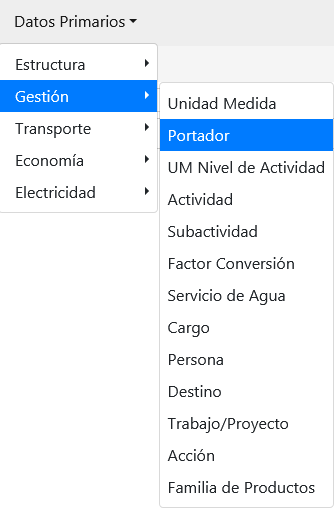 Datos Primarios
Estructura
Gestión
Transporte
Economía
Electricidad
Unidad Medida
Portador
UM Nivel de Actividad
Actividad
Subactividad
Factor Conversión
Servicio de Agua
Cargo
Persona
Destino
Trabajo/Proyecto
Acción
Familia de Productos